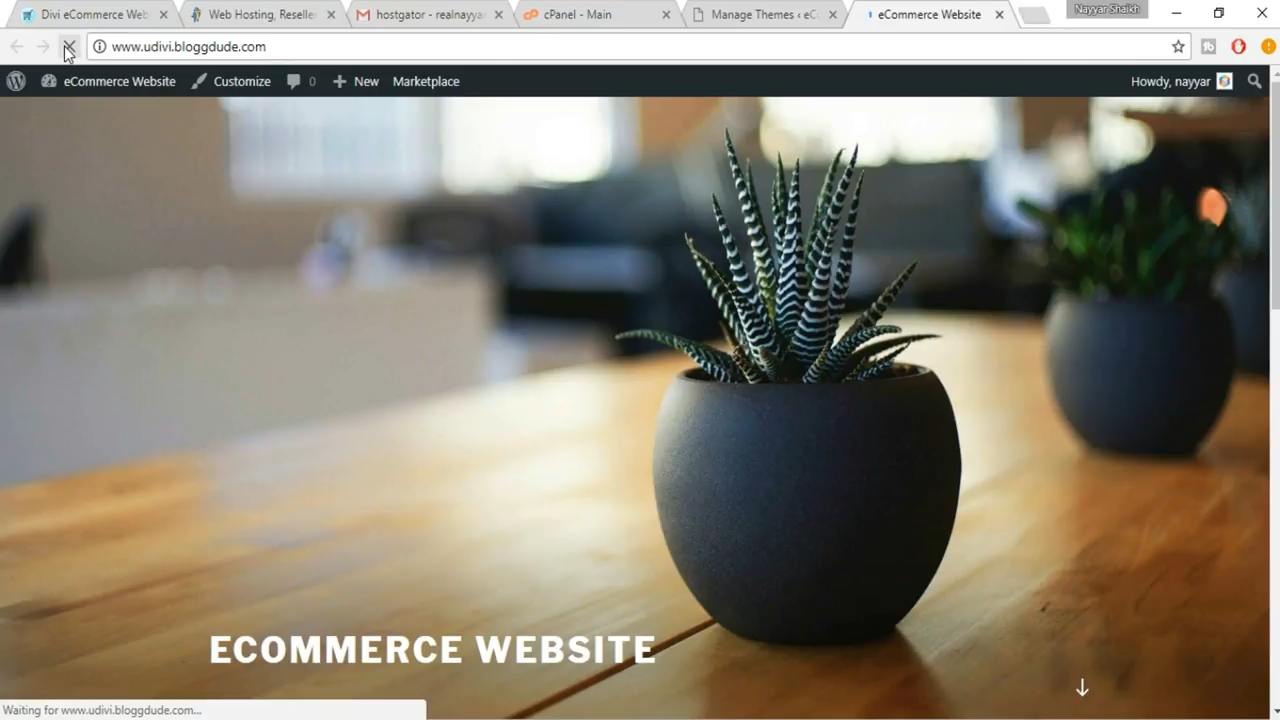 Divi eCommerce Web
Web Hosting, Reselle
hostgator - realnayya
cPanel - Main
Manage Themes ‹ eC
eCommerce Website
Nayyar Shaikh
www.udivi.bloggdude.com
eCommerce Website
Customize
0
New
Marketplace
Howdy, nayyar
ECOMMERCE WEBSITE
Waiting for www.udivi.bloggdude.com...